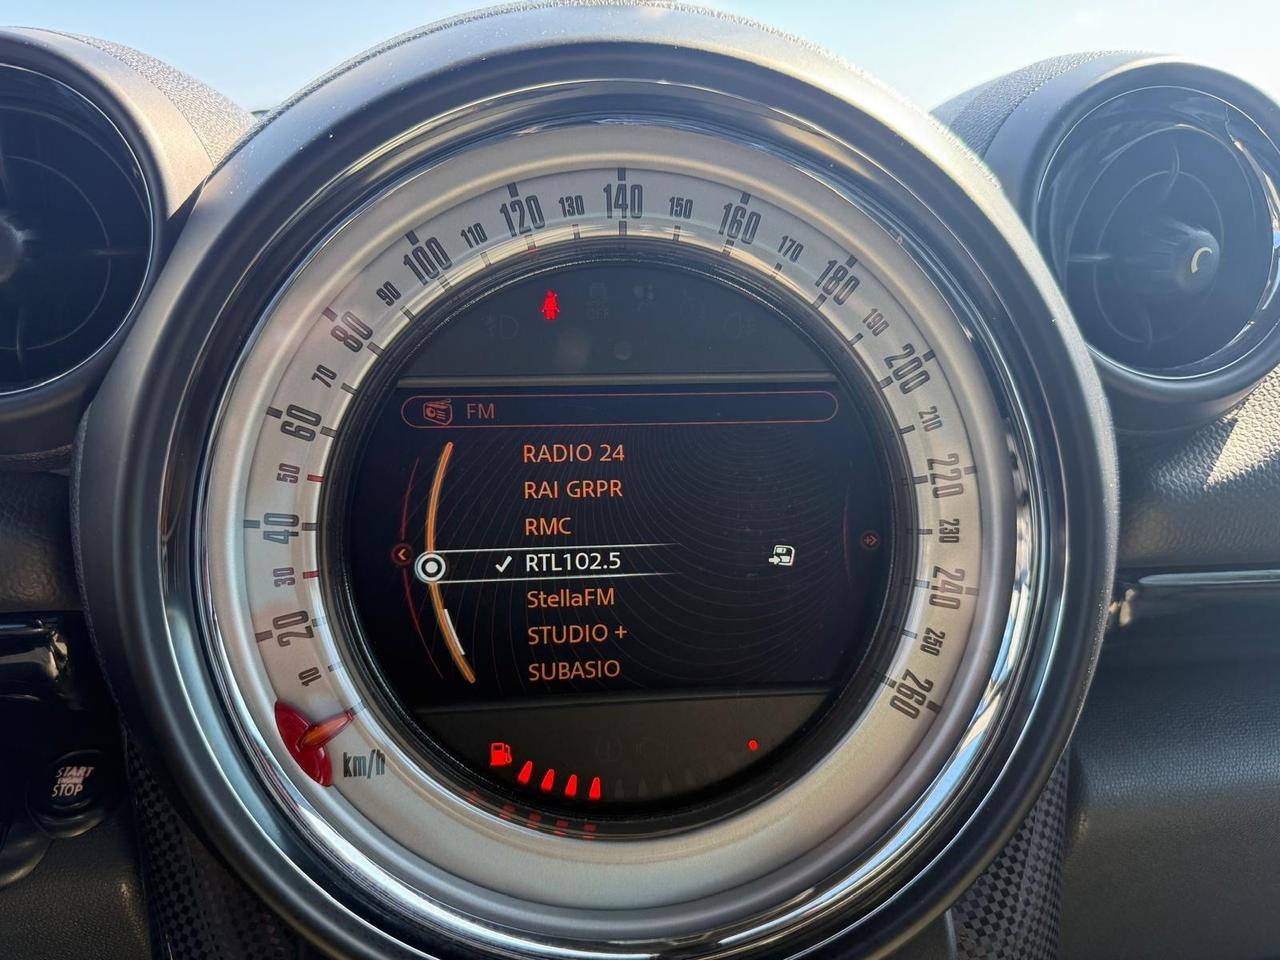 10
20
30
40
50
60
70
80
90
100
110
120
130
140
150
160
170
180
190
200
210
220
230
240
250
260
km/h
FM
RADIO 24
RAI GRPR
RMC
RTL102.5
StellaFM
STUDIO +
SUBASIO
START
STOP
OFF